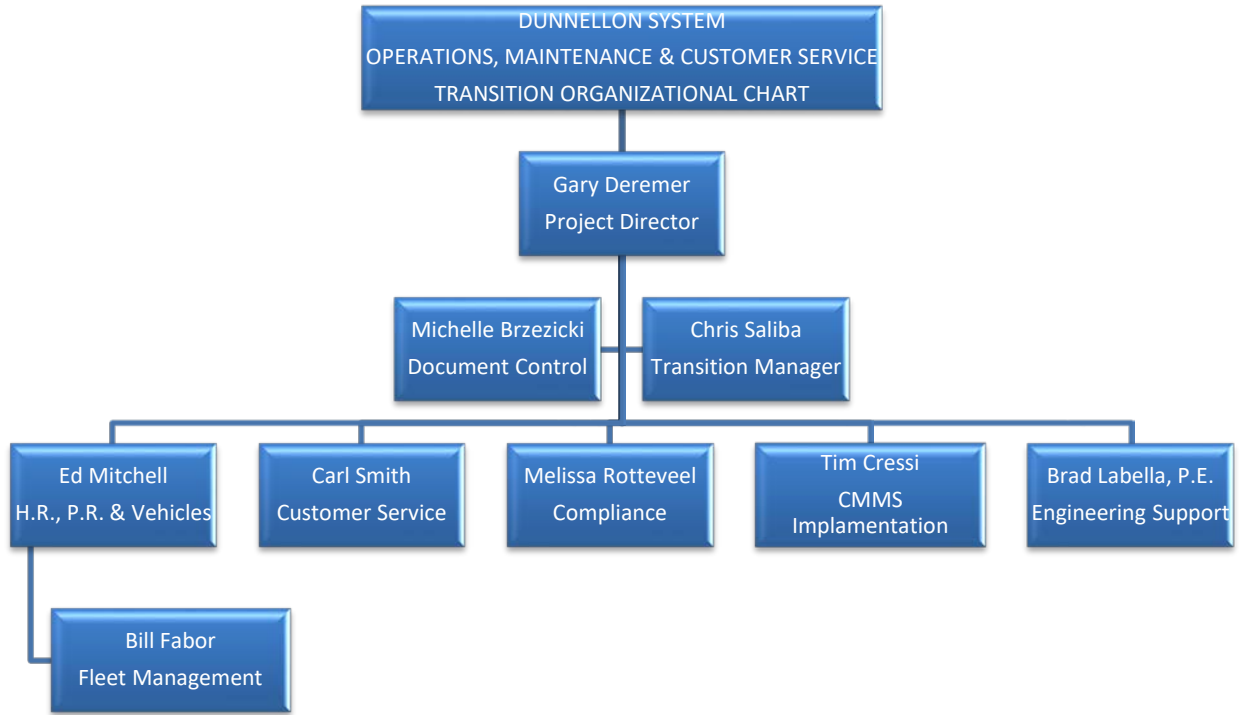 DUNNELLON SYSTEM
OPERATIONS, MAINTENANCE & CUSTOMER SERVICE
TRANSITION ORGANIZATIONAL CHART
Gary Deremer
Project Director
Michelle Brzezicki
Document Control
Chris Saliba
Transition Manager
Ed Mitchell
H.R., P.R. & Vehicles
Carl Smith
Customer Service
Melissa Rotteveel
Compliance
Tim Cressi
CMMS
Implamentation
Brad Labella, P.E.
Engineering Support
Bill Fabor
Fleet Management